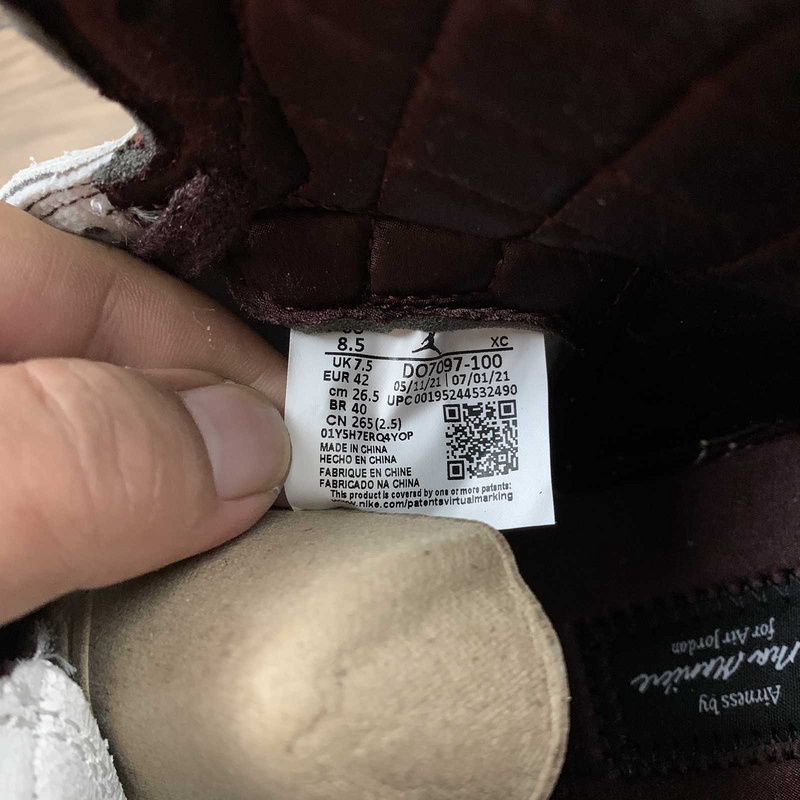 8.5
XC
UK 7.5
DO7097-100
EUR 42
05/11/21 | 07/01/21
cm 26.5
UPC 00195244532490
BR 40
CN 265(2.5)
01Y5H7ERQ4YOP
MADE IN CHINA
HECHO EN CHINA
FABRIQUE EN CHINE
FABRICADO NA CHINA
This product is covered by one or more patents:
www.nike.com/patentsvirtualmarking
Airness by
Ma Maniére
for Air Jordan